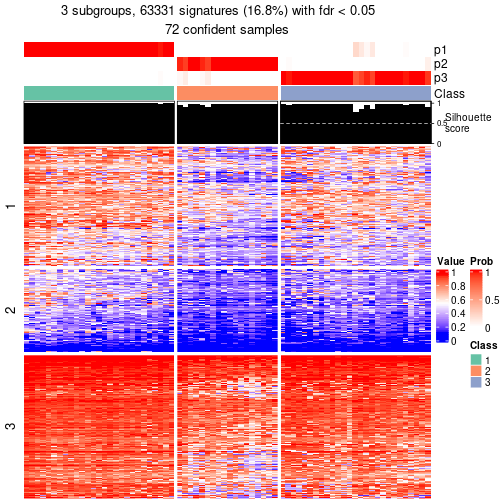 3 subgroups, 63331 signatures (16.8%) with fdr < 0.05
72 confident samples
p1
p2
p3
Class
1
0.5
0
Silhouette
score
1
2
3
Value
1
0.8
0.6
0.4
0.2
0
Prob
1
0.5
0
Class
1
2
3